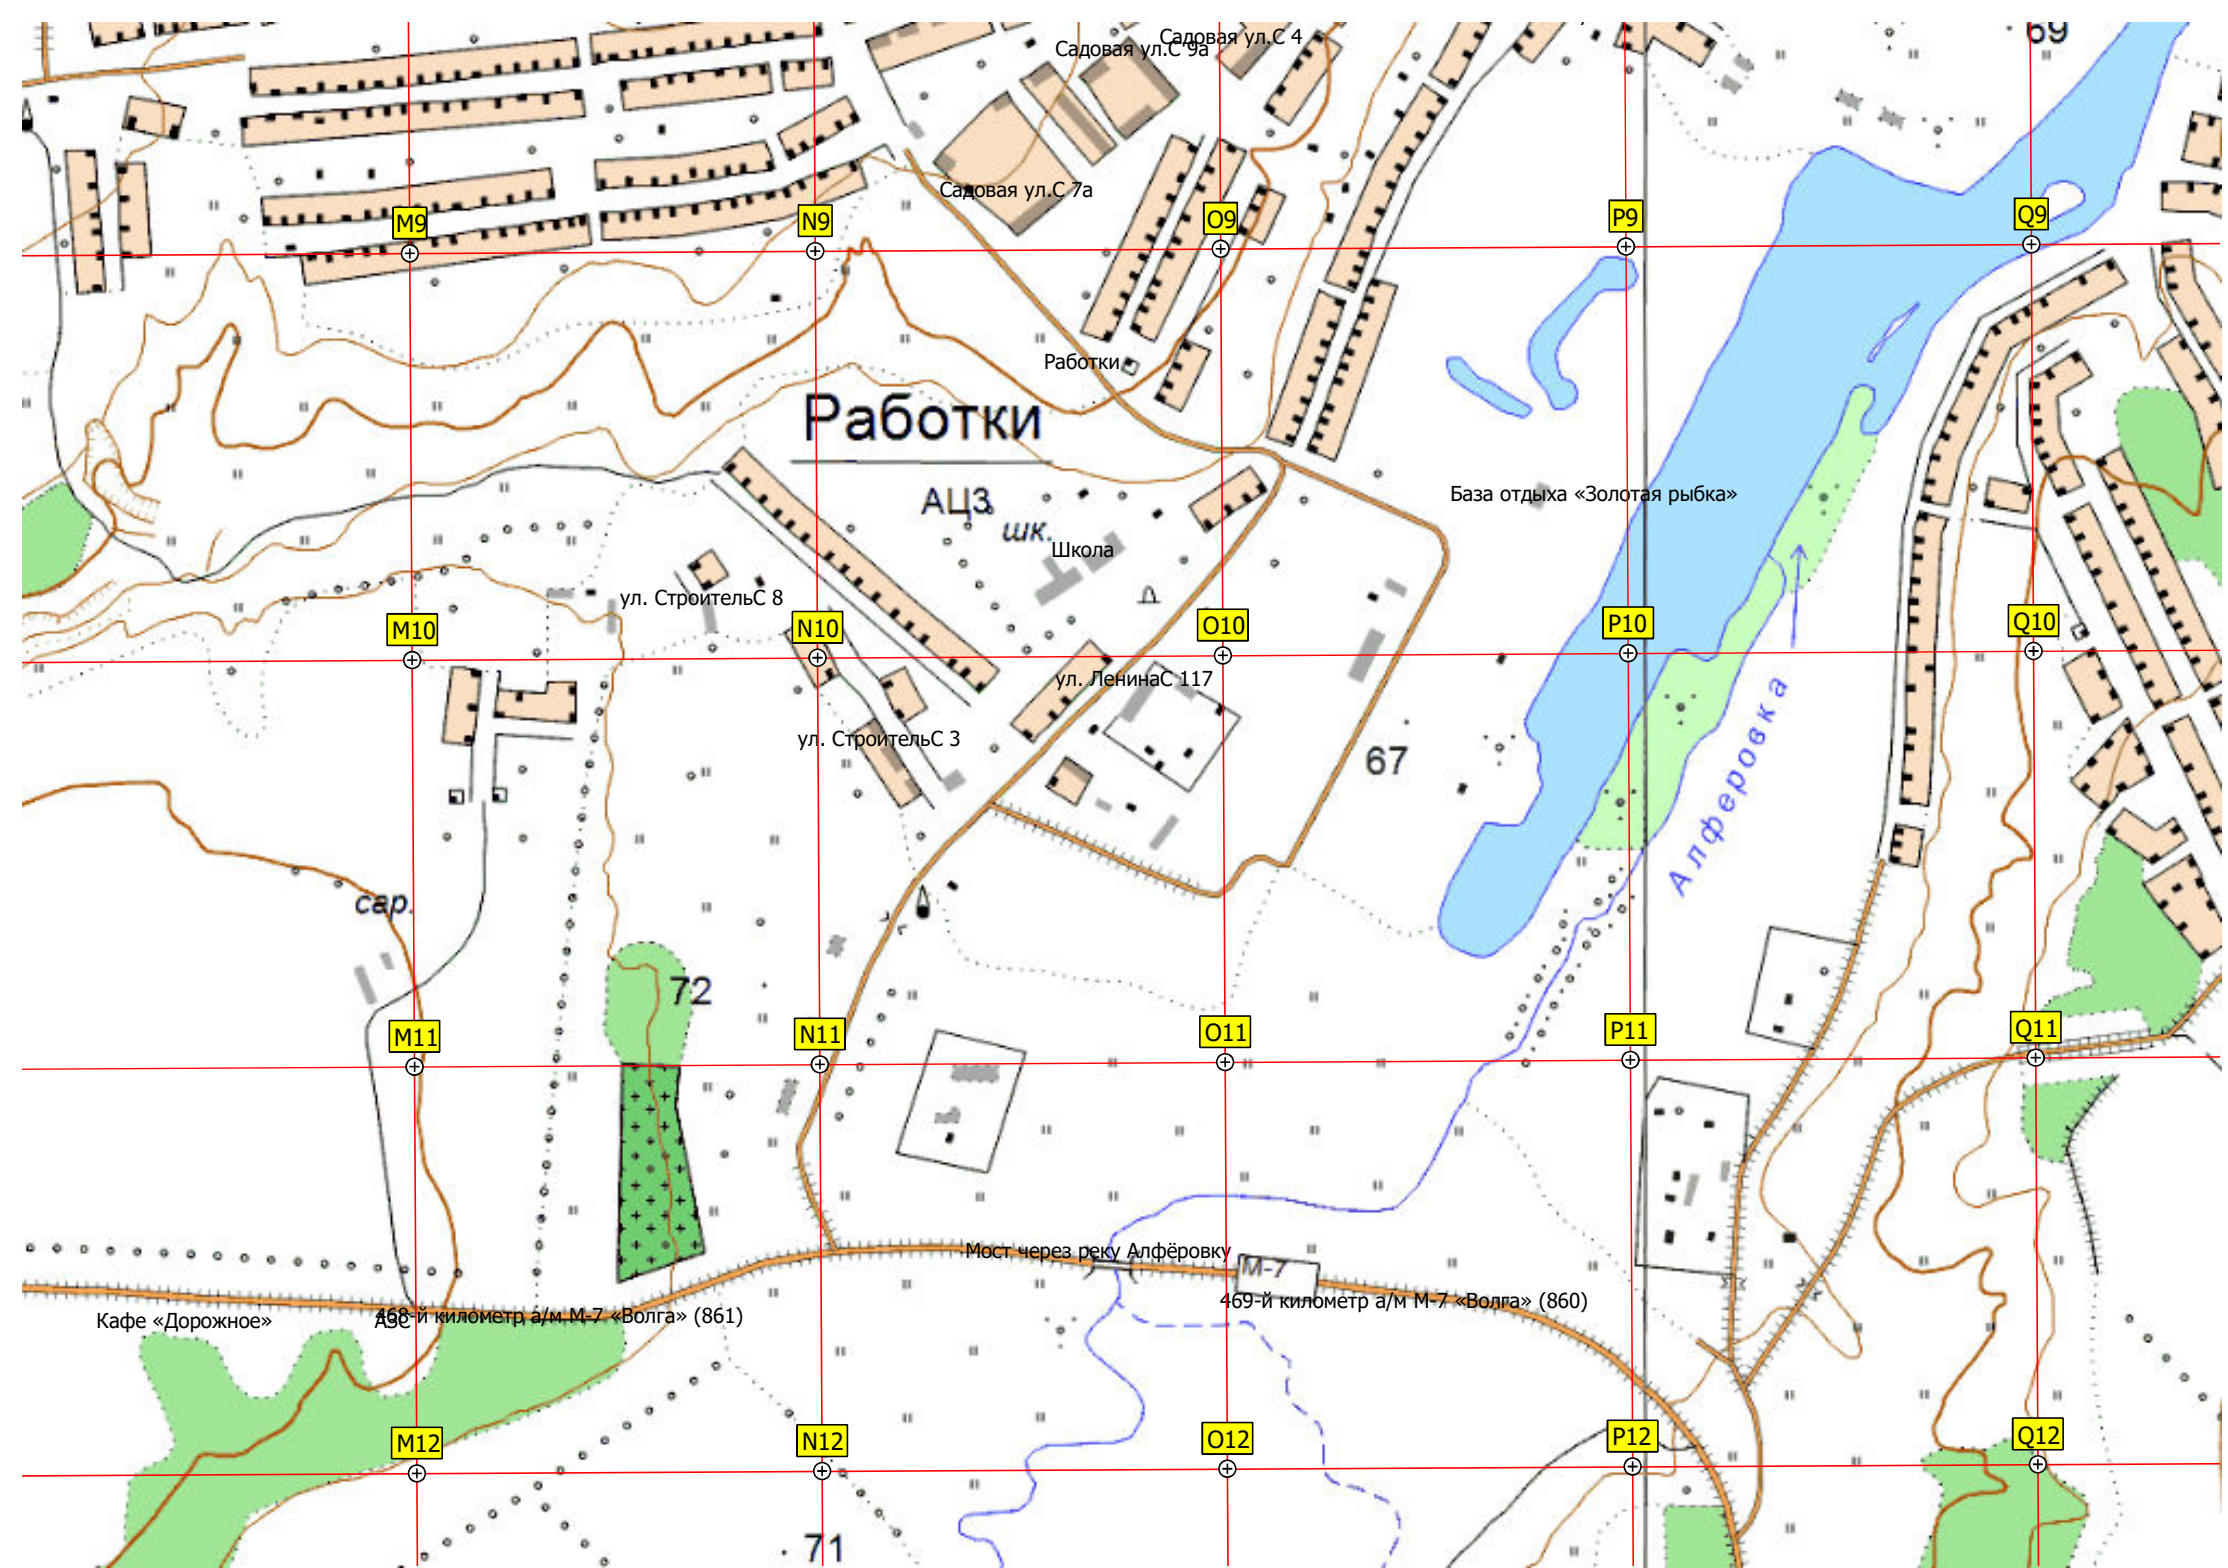 69
Садовая ул.С 4
Садовая ул.С 9а
Садовая ул.С 7а
M9
N9
O9
P9
Q9
Работки
Работки
АЦЗ
шк.
Школа
База отдыха «Золотая рыбка»
ул. СтроительС 8
M10
N10
O10
P10
Q10
ул. ЛенинаС 117
ул. СтроительС 3
67
Алферовка
сар.
72
M11
N11
O11
P11
Q11
Мост через реку Алфёровку
М-7
469-й километр а/м М-7 «Волга» (860)
Кафе «Дорожное»
АЗС
468-й километр а/м М-7 «Волга» (861)
M12
N12
O12
P12
Q12
71